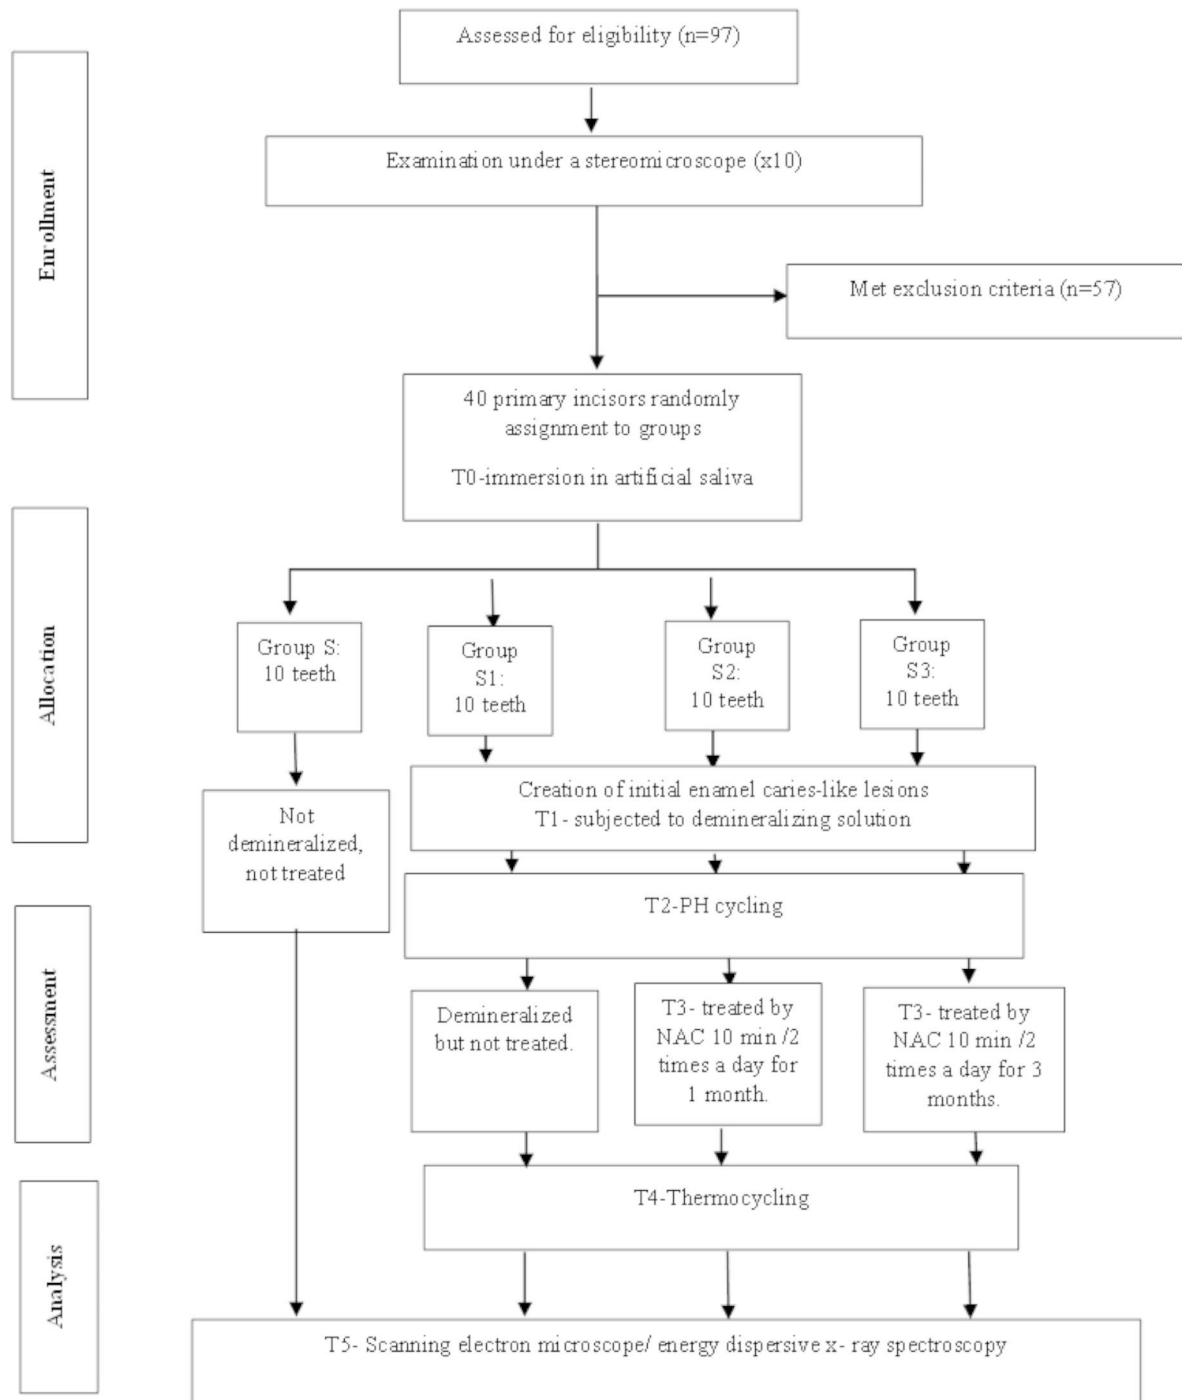 Assessed for eligibility (n=97)
Examination under a stereomicroscope (x10)
Enrollment
Met exclusion criteria (n=57)
40 primary incisors randomly
assignment to groups
T0-immersion in artificial saliva
Allocation
Group S:
10 teeth
Group
S1:
10 teeth
Group
S2:
10 teeth
Group
S3:
10 teeth
Creation of initial enamel caries-like lesions
T1- subjected to demineralizing solution
Not
demineralized,
not treated
T2-PH cycling
Assessment
Demineralized
but not treated.
T3- treated by
NAC 10 min /2
times a day for
1 month.
T3- treated by
NAC 10 min /2
times a day for 3
months.
T4-Thermocycling
Analysis
T5- Scanning electron microscope/ energy dispersive x- ray spectroscopy